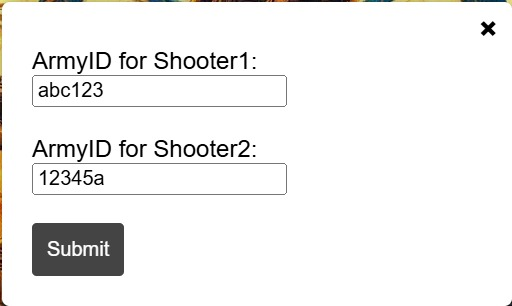 ArmyID for Shooter1:
abc123
ArmyID for Shooter2:
12345a
Submit